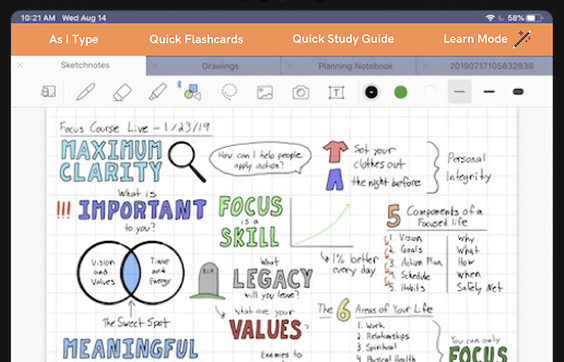 10:21 AM Wed Aug 14
58%
As I Type
Quick Flashcards
Quick Study Guide
Learn Mode
Sketchnotes
Drawings
Planning Notebook
20190717105832838
Focus Course Live - 1/23/19
MAXIMUM
CLARITY
How can I help people
apply action?
Set your
clothes out
the night before
Personal
Integrity
What is
!!! IMPORTANT
to you?
FOCUS
is a
SKILL
1% better
every day
5 Components of a
Focused life
1. Vision Why
2. Goals What
3. Action Plan How
4. Schedule When
5. Habits Safety Net
Vision
and
Values
Time
and
Energy
The Sweet Spot
RIP
What
LEGACY
will you leave?
what are your
VALUES?
Enemies to
The 6 Areas of Your Life
1. Work
2. Relationships
3. Spiritual
4. Physical Health
You can only
FOCUS
MEANINGFUL